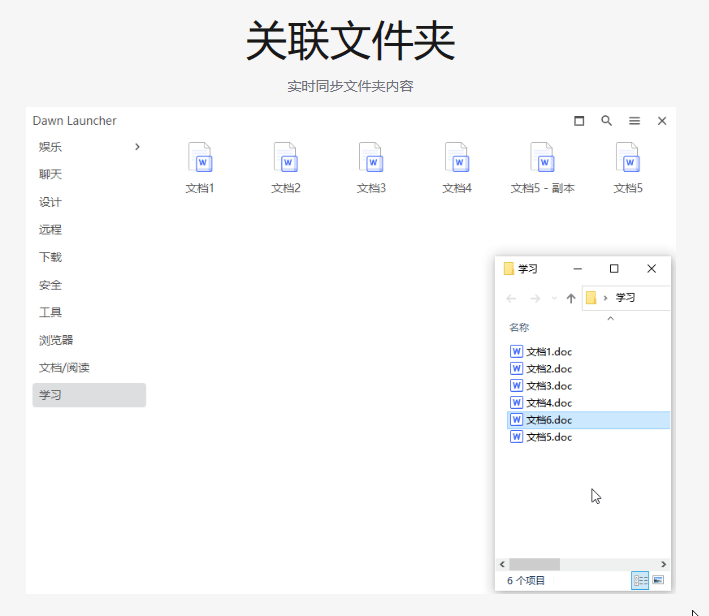 关联文件夹
实时同步文件夹内容
Dawn Launcher
娱乐
聊天
设计
远程
下载
安全
工具
浏览器
文档/阅读
学习
文档1 文档2 文档3 文档4 文档5 - 副本 文档5
学习
学习
名称
文档1.doc
文档2.doc
文档3.doc
文档4.doc
文档6.doc
文档5.doc
6 个项目